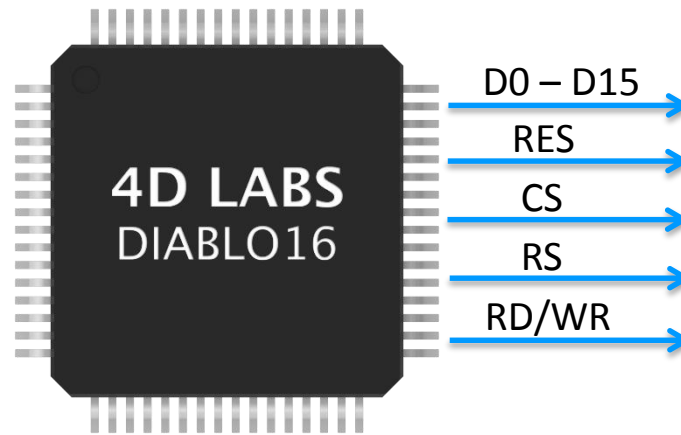 4D LABS
DIABLO16
D0 – D15
RES
CS
RS
RD/WR